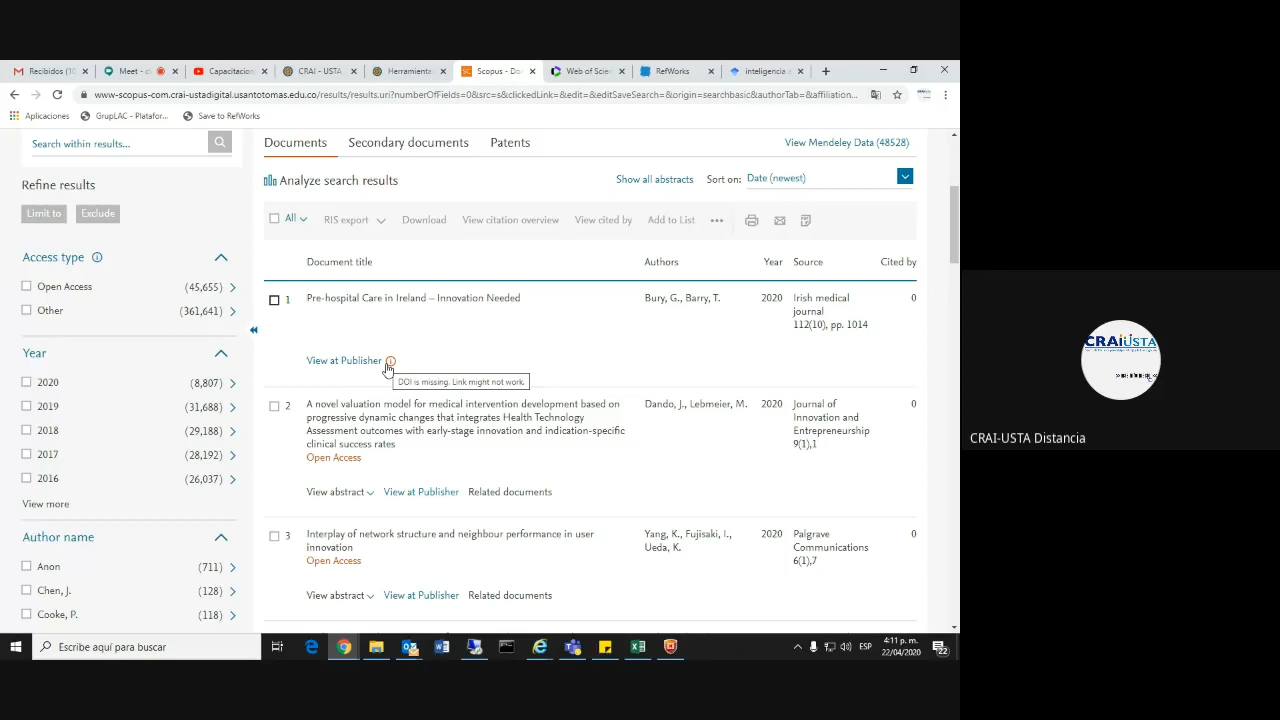 Recibidos (10
Meet - c
Capacitacion
CRAI - USTA
Herramienta
Scopus - Do
Web of Scien
RefWorks
inteligencia a
www-scopus-com.crai-ustadigital.usantotomas.edu.co/results/results.uri?numberOfFields=0&src=s&clickedLink=&edit=&editSaveSearch=&origin=searchbasic&authorTab=&affiliation...
Aplicaciones
GrupLAC - Platafor...
Save to RefWorks
Search within results...
Documents
Secondary documents
Patents
View Mendeley Data (48528)
Refine results
Analyze search results
Show all abstracts
Sort on:
Date (newest)
Limit to
Exclude
All
RIS export
Download
View citation overview
View cited by
Add to List
Document title
Authors
Year
Source
Cited by
Access type
Open Access
(45,655)
Other
(361,641)
Year
2020
(8,807)
2019
(31,688)
2018
(29,188)
2017
(28,192)
2016
(26,037)
View more
Author name
Anon
(711)
Chen, J.
(128)
Cooke, P.
(118)
1
Pre-hospital Care in Ireland – Innovation Needed
Bury, G., Barry, T.
2020
Irish medical
journal
112(10), pp. 1014
0
View at Publisher
DOI is missing. Link might not work.
2
A novel valuation model for medical intervention development based on
progressive dynamic changes that integrates Health Technology
Assessment outcomes with early-stage innovation and indication-specific
clinical success rates
Open Access
Dando, J., Lebmeier, M.
2020
Journal of
Innovation and
Entrepreneurship
9(1),1
0
View abstract
View at Publisher
Related documents
3
Interplay of network structure and neighbour performance in user
innovation
Open Access
Yang, K., Fujisaki, I.,
Ueda, K.
2020
Palgrave
Communications
6(1),7
0
View abstract
View at Publisher
Related documents
Escribe aquí para buscar
ESP
4:11 p. m.
22/04/2020
22
CRAIUSTA
CRAI-USTA Distancia